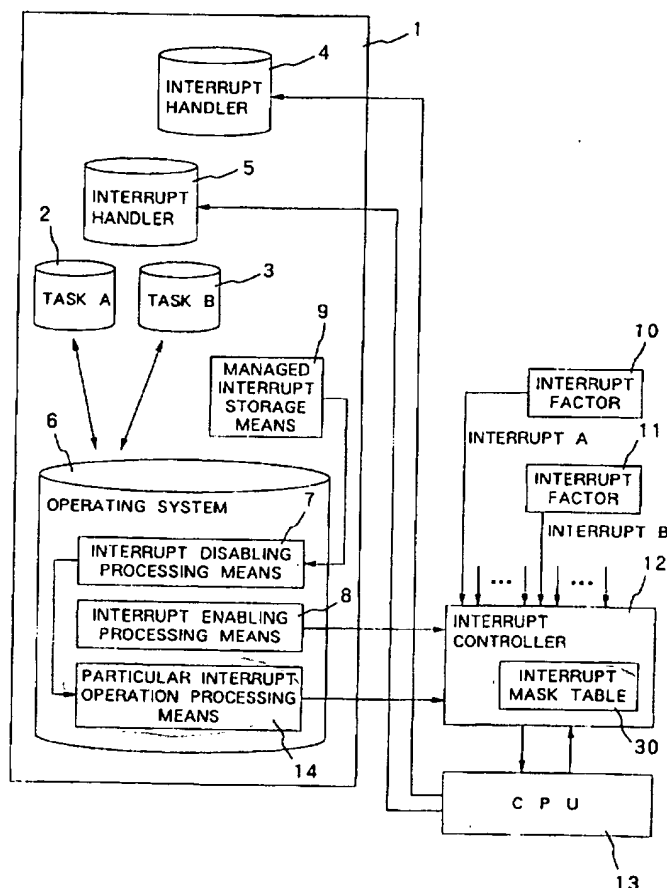 1
4
INTERRUPT
HANDLER
5
INTERRUPT
HANDLER
2
TASK A
3
TASK B
9
MANAGED
INTERRUPT
STORAGE
MEANS
10
INTERRUPT
FACTOR
INTERRUPT A
11
INTERRUPT
FACTOR
INTERRUPT B
6
OPERATING SYSTEM
7
INTERRUPT DISABLING
PROCESSING MEANS
8
INTERRUPT ENABLING
PROCESSING MEANS
PARTICULAR INTERRUPT
OPERATION PROCESSING
MEANS
14
... ...
12
INTERRUPT
CONTROLLER
INTERRUPT
MASK TABLE
30
CPU
13